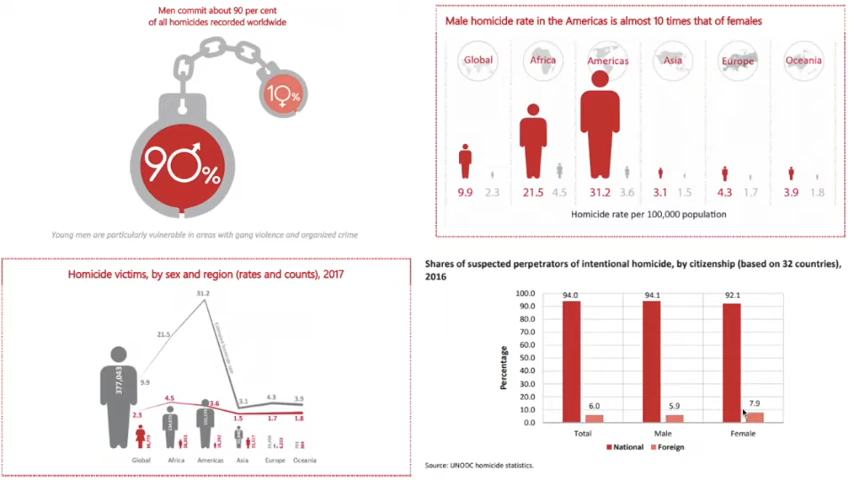 Men commit about 90 per cent
of all homicides recorded worldwide
10%
90%
Young men are particularly vulnerable in areas with gang violence and organized crime
Male homicide rate in the Americas is almost 10 times that of females
Global Africa Americas Asia Europe Oceania
9.9 2.3 21.5 4.5 31.2 3.6 3.1 1.5 4.3 1.7 3.9 1.8
Homicide rate per 100,000 population
Homicide victims, by sex and region (rates and counts), 2017
31.2
21.5
9.9
377,043
4.5
3.6
3.1 4.3 3.9
2.3
1.5 1.7 1.8
Global Africa Americas Asia Europe Oceania
Shares of suspected perpetrators of intentional homicide, by citizenship (based on 32 countries),
2016
Percentage
100.0
90.0
80.0
70.0
60.0
50.0
40.0
30.0
20.0
10.0
0.0
94.0 6.0
94.1 5.9
92.1 7.9
Total Male Female
National Foreign
Source: UNODC homicide statistics.